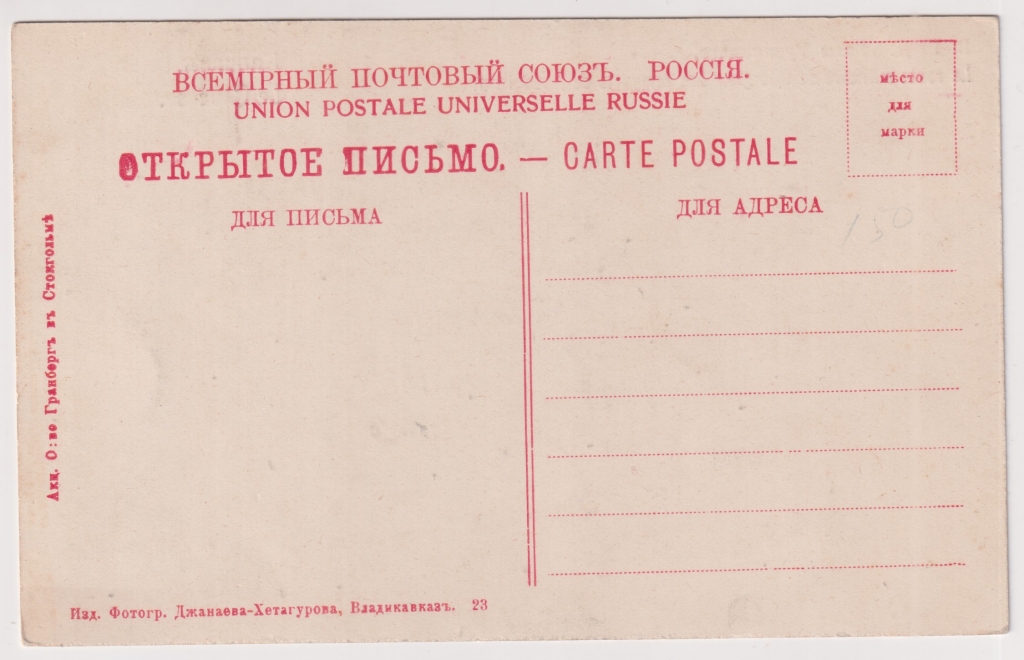 ВСЕМІРНЫЙ ПОЧТОВЫЙ СОЮЗЪ. РОССІЯ.
UNION POSTALE UNIVERSELLE RUSSIE
ОТКРЫТОЕ ПИСЬМО. — CARTE POSTALE
мѣсто
для
марки
ДЛЯ ПИСЬМА
ДЛЯ АДРЕСА
150
Акц. О:во Гранбергъ въ Стокгольмѣ
Изд. Фотогр. Джанаева-Хетагурова, Владикавказъ. 23